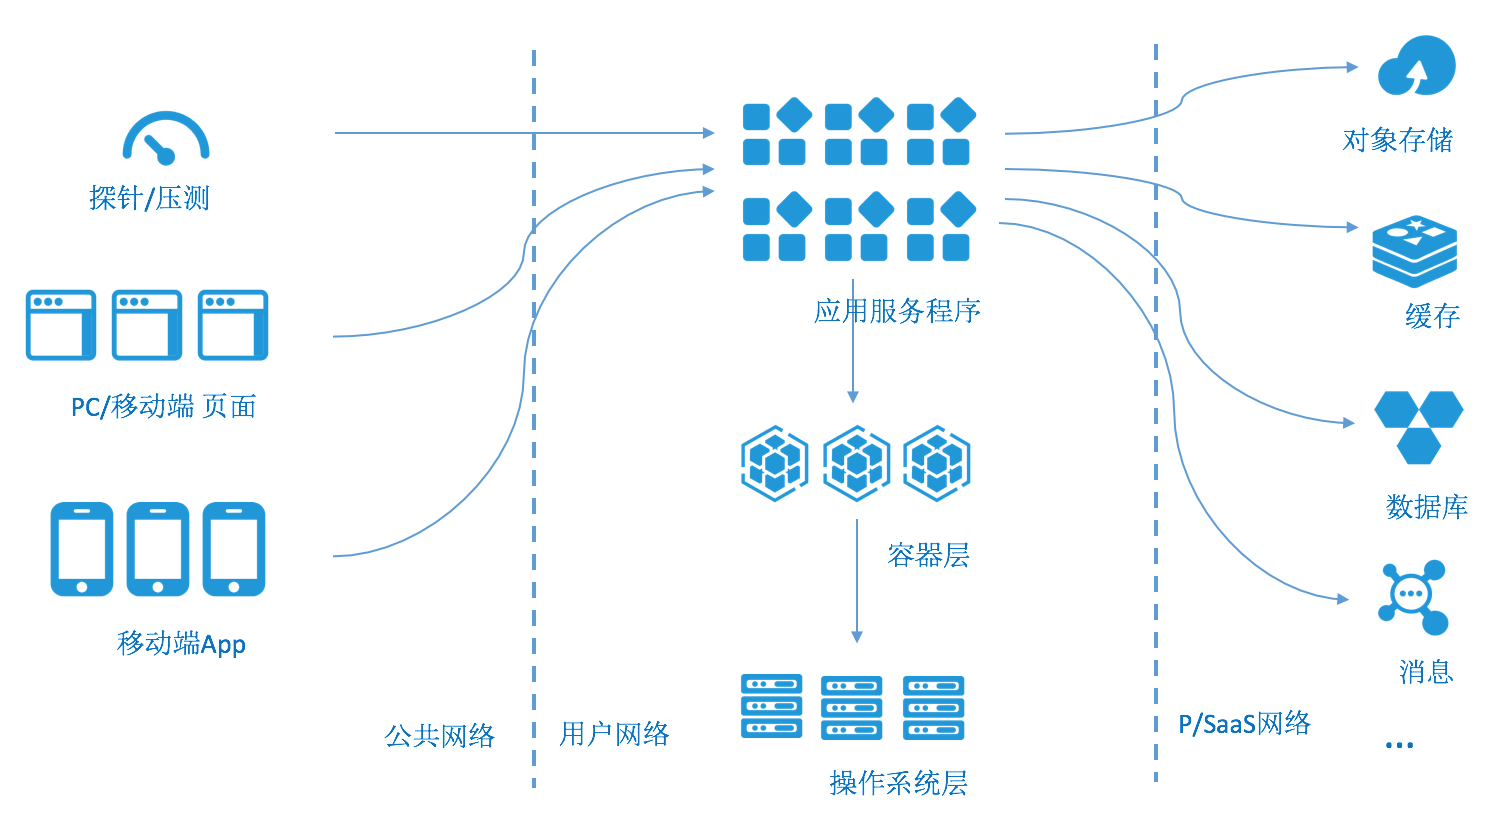 探针/压测
PC/移动端 页面
移动端App
公共网络
用户网络
应用服务程序
容器层
操作系统层
对象存储
缓存
数据库
消息
P/SaaS网络
...